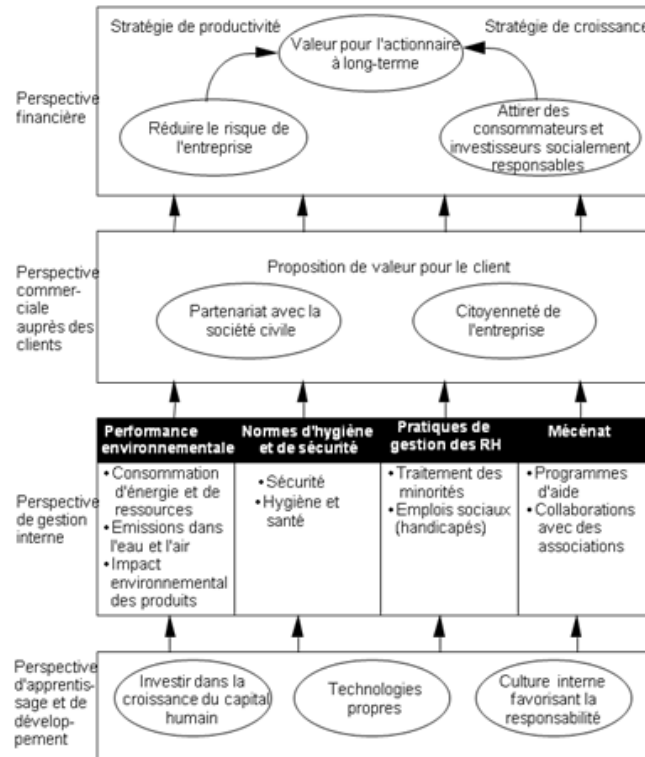 Stratégie de productivité
Stratégie de croissance
Valeur pour l'actionnaire
à long-terme
Perspective
financière
Réduire le risque de
l'entreprise
Attirer des
consommateurs et
investisseurs socialement
responsables
Perspective
commer-
ciale
auprès des
clients
Proposition de valeur pour le client
Partenariat avec la
société civile
Citoyenneté de
l'entreprise
Perspective
de gestion
interne
Performance
environnementale
•Consommation
d'énergie et de
ressources
•Emissions dans
l'eau et l'air
•Impact
environnemental
des produits
Normes d'hygiène
et de sécurité
•Sécurité
•Hygiène et
santé
Pratiques de
gestion des RH
•Traitement des
minorités
•Emplois sociaux
(handicapés)
Mécénat
•Programmes
d'aide
•Collaborations
avec des
associations
Perspective
d'apprentis-
sage et de
dévelop-
pement
Investir dans la
croissance du capital
humain
Technologies
propres
Culture interne
favorisant la
responsabilité